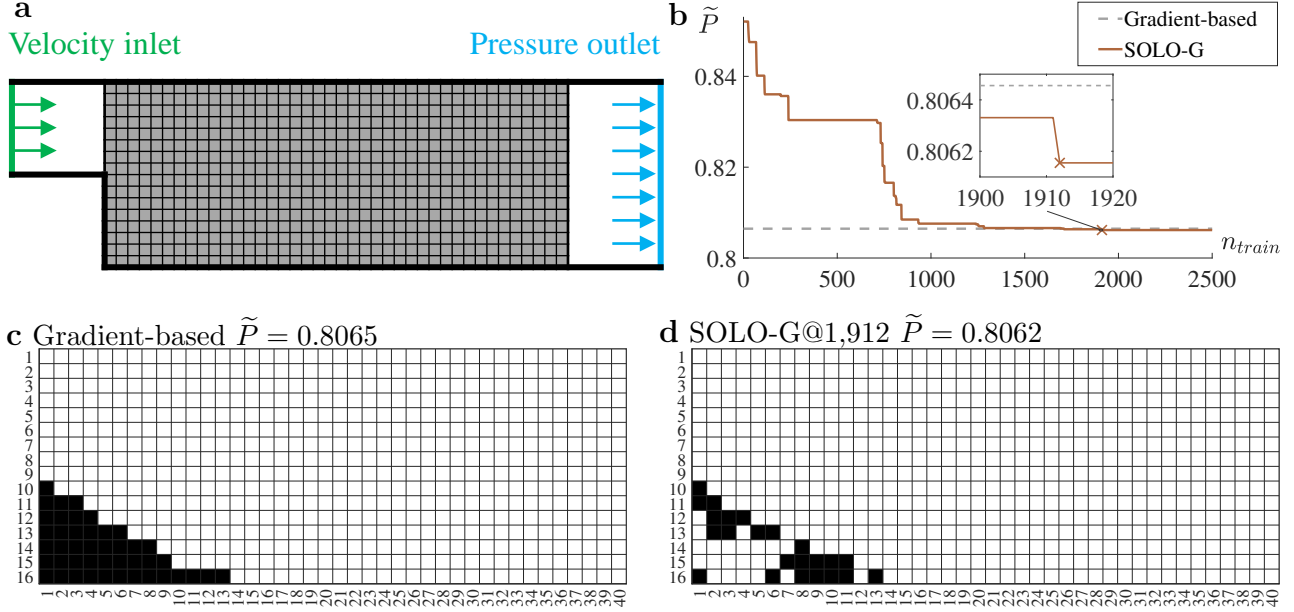 a
Velocity inlet
Pressure outlet
b
P̃
Gradient-based
SOLO-G
0.84
0.82
0.8
0.8064
0.8062
1900 1910 1920
n_train
0 500 1000 1500 2000 2500
c Gradient-based P̃ = 0.8065
1
2
3
4
5
6
7
8
9
10
11
12
13
14
15
16
1 2 3 4 5 6 7 8 9 10 11 12 13 14 15 16 17 18 19 20 21 22 23 24 25 26 27 28 29 30 31 32 33 34 35 36 37 38 39 40
d SOLO-G@1,912 P̃ = 0.8062
1
2
3
4
5
6
7
8
9
10
11
12
13
14
15
16
1 2 3 4 5 6 7 8 9 10 11 12 13 14 15 16 17 18 19 20 21 22 23 24 25 26 27 28 29 30 31 32 33 34 35 36 37 38 39 40